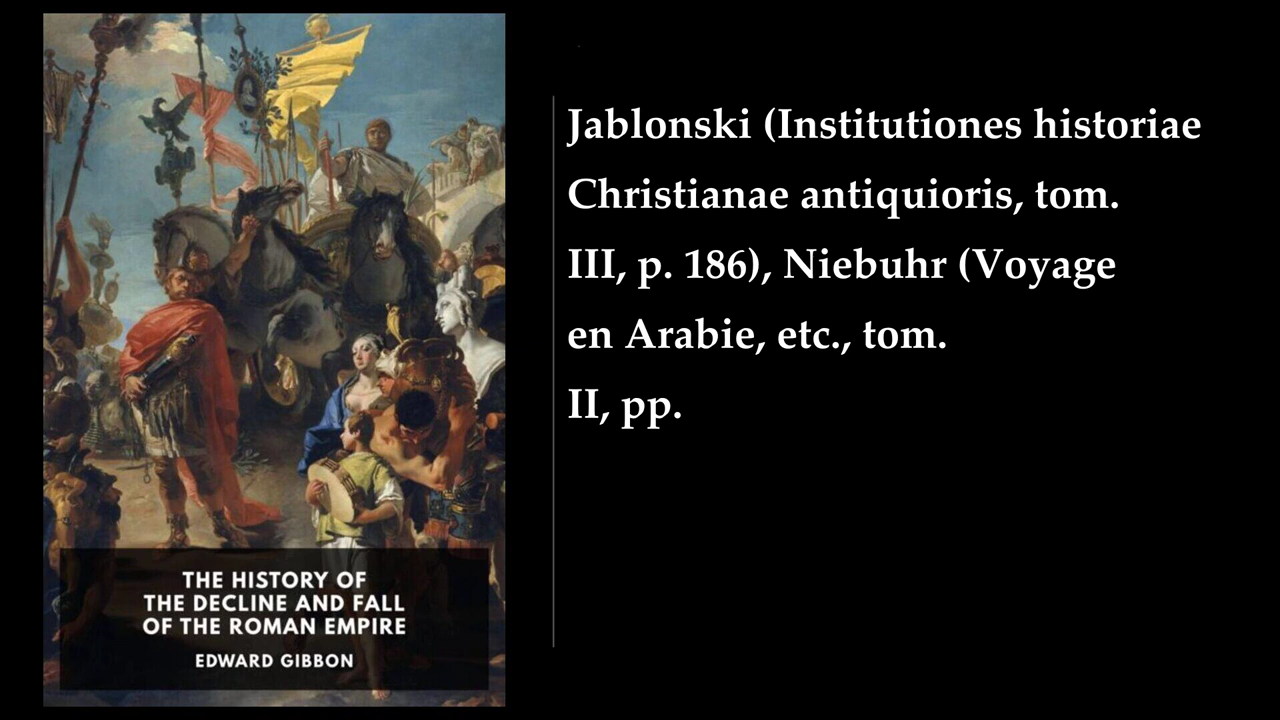 THE HISTORY OF
THE DECLINE AND FALL
OF THE ROMAN EMPIRE
EDWARD GIBBON
Jablonski (Institutiones historiae
Christianae antiquioris, tom.
III, p. 186), Niebuhr (Voyage
en Arabie, etc., tom.
II, pp.